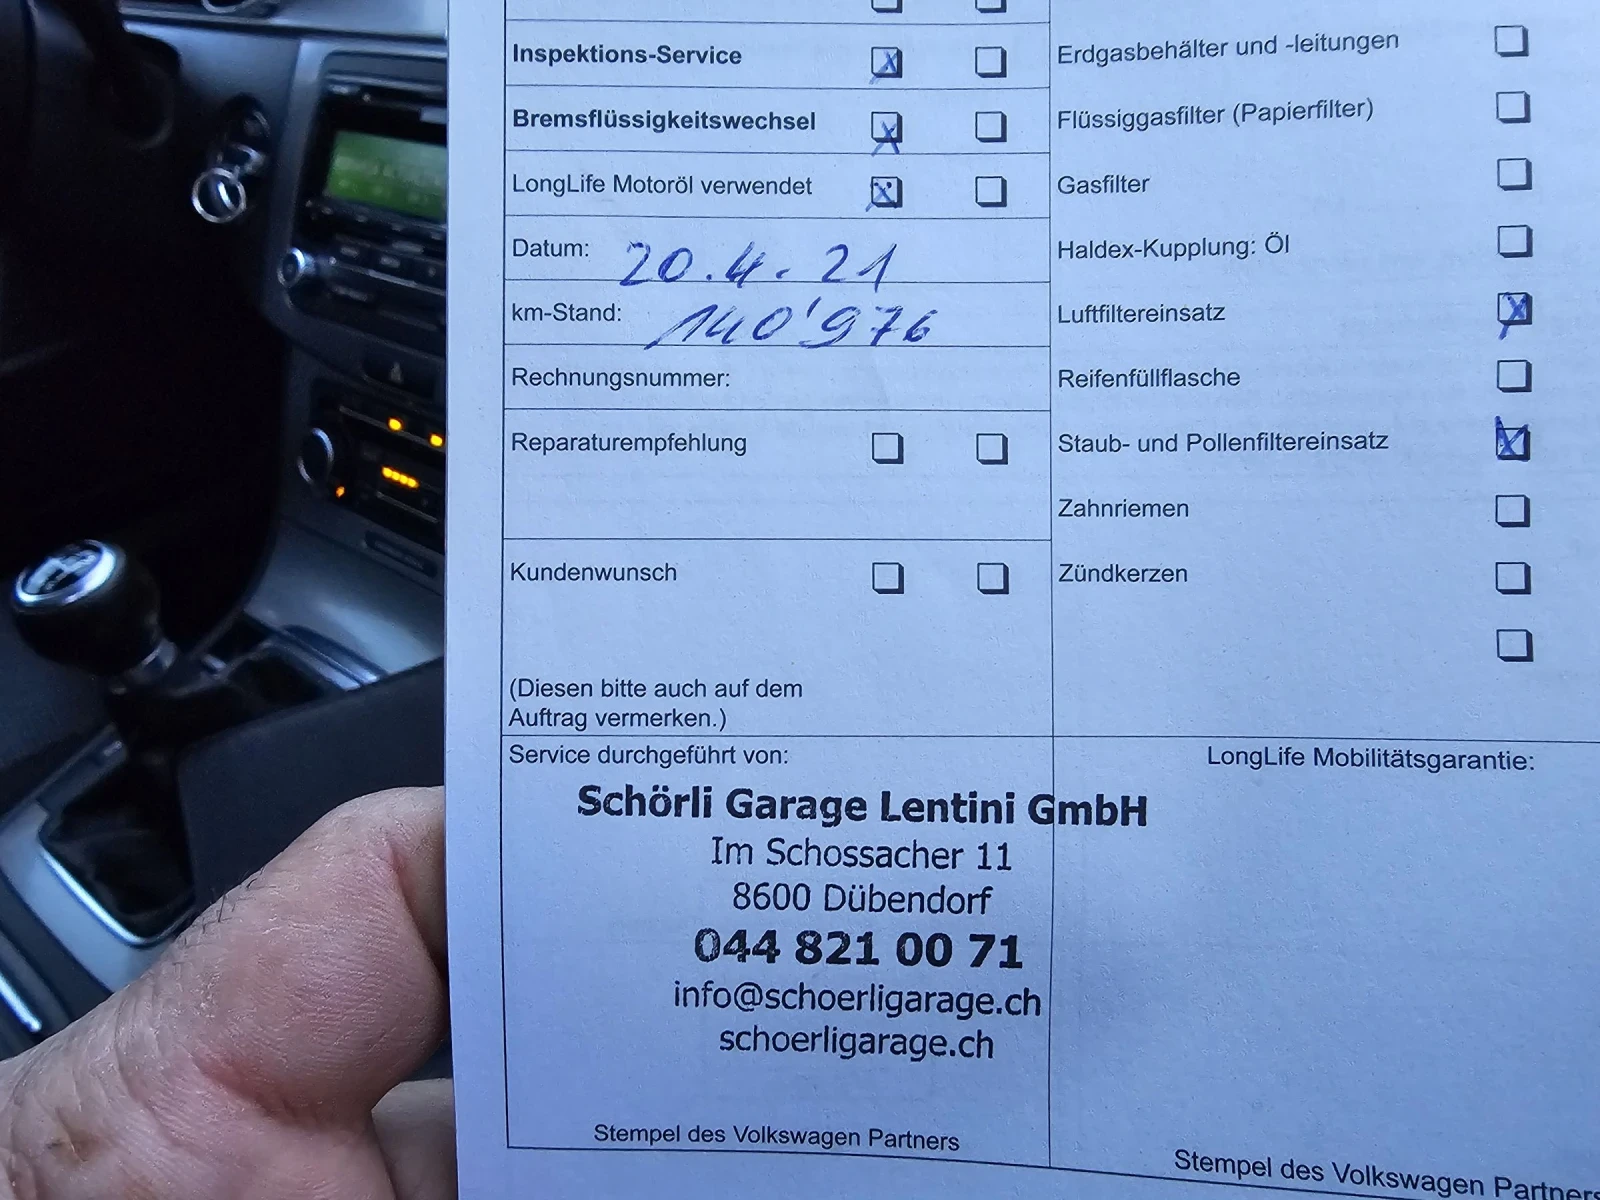 Inspektions-Service
Bremsflüssigkeitswechsel
LongLife Motoröl verwendet
Datum: 20.4.21
km-Stand: 140'976
Rechnungsnummer:
Reparaturempfehlung
Kundenwunsch
(Diesen bitte auch auf dem
Auftrag vermerken.)
Erdgasbehälter und -leitungen
Flüssiggasfilter (Papierfilter)
Gasfilter
Haldex-Kupplung: Öl
Luftfiltereinsatz
Reifenfüllflasche
Staub- und Pollenfiltereinsatz
Zahnriemen
Zündkerzen
Service durchgeführt von:
Schörli Garage Lentini GmbH
Im Schossacher 11
8600 Dübendorf
044 821 00 71
info@schoerligarage.ch
schoerligarage.ch
Stempel des Volkswagen Partners
LongLife Mobilitätsgarantie:
Stempel des Volkswagen Partners